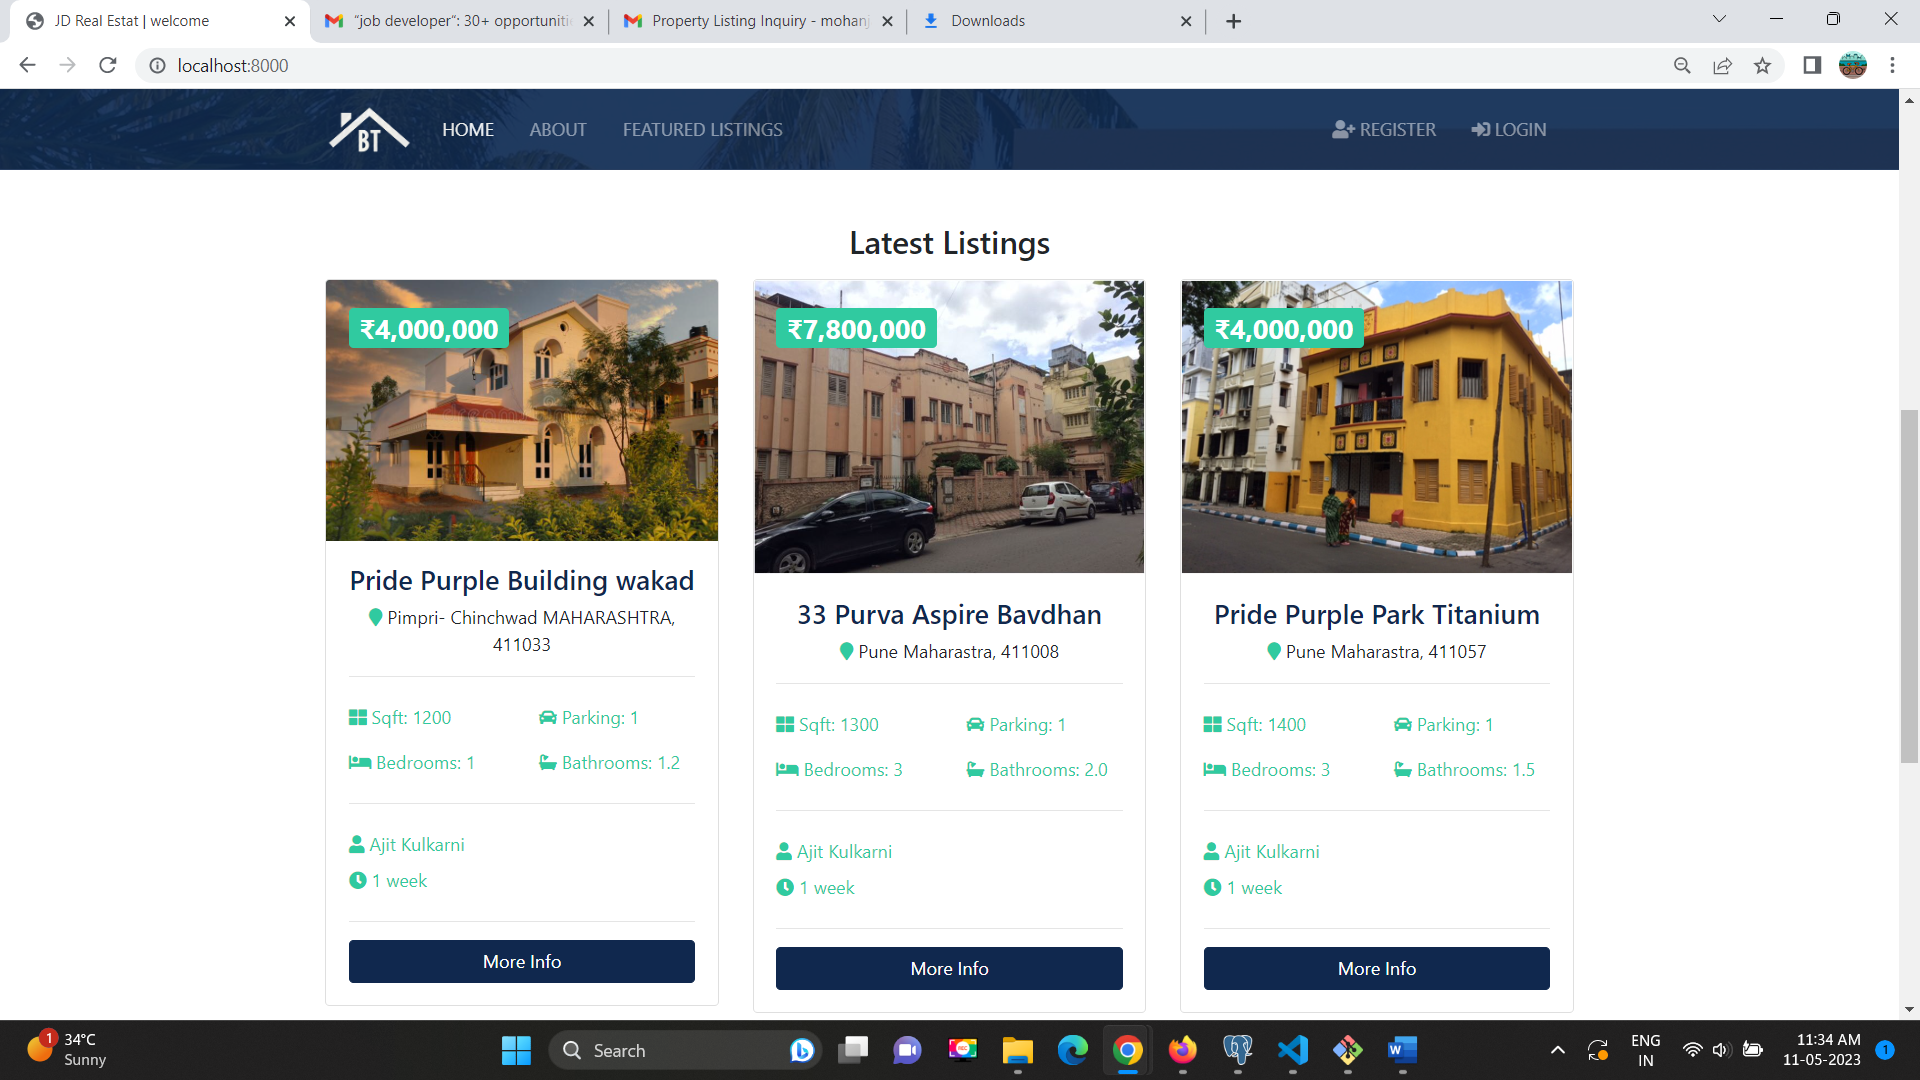 JD Real Estat | welcome
"job developer": 30+ opportuniti
Property Listing Inquiry - mohanj
Downloads
localhost:8000
BT
HOME
ABOUT
FEATURED LISTINGS
REGISTER
LOGIN
Latest Listings
₹4,000,000
Pride Purple Building wakad
Pimpri- Chinchwad MAHARASHTRA,
411033
Sqft: 1200
Parking: 1
Bedrooms: 1
Bathrooms: 1.2
Ajit Kulkarni
1 week
More Info
₹7,800,000
33 Purva Aspire Bavdhan
Pune Maharastra, 411008
Sqft: 1300
Parking: 1
Bedrooms: 3
Bathrooms: 2.0
Ajit Kulkarni
1 week
More Info
₹4,000,000
Pride Purple Park Titanium
Pune Maharastra, 411057
Sqft: 1400
Parking: 1
Bedrooms: 3
Bathrooms: 1.5
Ajit Kulkarni
1 week
More Info
1
34°C
Sunny
Search
ENG
IN
11:34 AM
11-05-2023
1